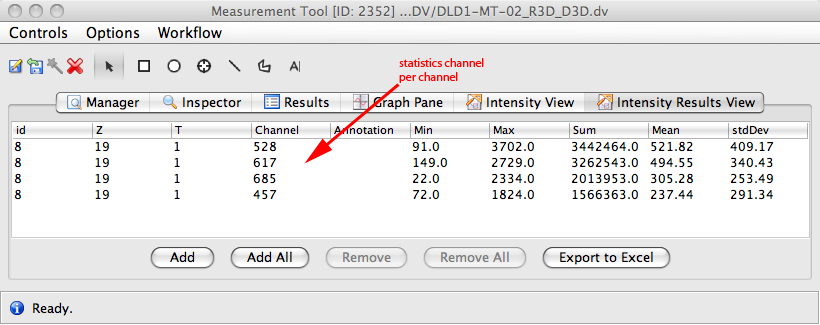 Measurement Tool [ID: 2352] ...DV/DLD1-MT-02_R3D_D3D.dv
Controls Options Workflow
A
statistics channel
per channel
Manager Inspector Results Graph Pane Intensity View Intensity Results View
id Z T Channel Annotation Min Max Sum Mean stdDev
8 19 1 528 91.0 3702.0 3442464.0 521.82 409.17
8 19 1 617 149.0 2729.0 3262543.0 494.55 340.43
8 19 1 685 22.0 2334.0 2013953.0 305.28 253.49
8 19 1 457 72.0 1824.0 1566363.0 237.44 291.34
Add Add All Remove Remove All Export to Excel
Ready.